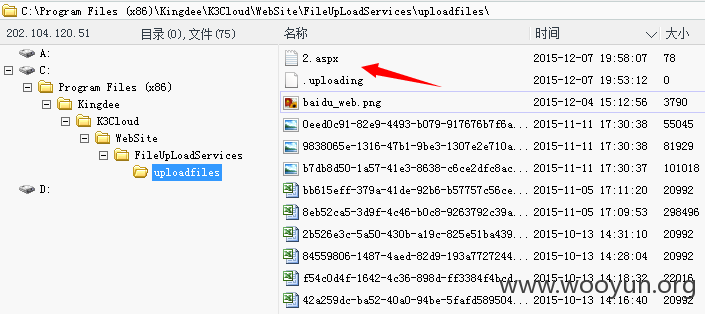 C:\Program Files (x86)\Kingdee\K3Cloud\WebSite\FileUpLoadServices\uploadfiles\
202.104.120.51 目录(0),文件(75) 名称 时间 大小
A:
C:
Program Files (x86)
Kingdee
K3Cloud
WebSite
FileUpLoadServices
uploadfiles
D:
2.aspx 2015-12-07 19:58:07 78
.uploading 2015-12-07 19:53:12 0
baidu_web.png 2015-12-04 15:12:56 3790
0eed0c91-82e9-4493-b079-917676b7f6a... 2015-11-11 17:30:38 55045
9838065e-1316-47b1-9be3-1307e2e710a... 2015-11-11 17:30:38 81929
b7db8d50-1a57-41e3-8638-c6ce2dfc8ac... 2015-11-11 17:30:37 101018
bb615eff-379a-41de-92b6-b57757c56ce... 2015-11-05 17:11:20 20992
8eb52ca5-3d9f-4c46-b0c8-9263792c39a... 2015-11-05 17:09:53 298496
2b526e3c-5a50-430b-a19c-825e51ba439... 2015-10-13 14:31:10 20992
84559806-1487-4aed-82d9-193a7727244... 2015-10-13 14:28:04 20992
f54c0d4f-1642-4c36-898d-ff3384f4bcd... 2015-10-13 14:18:32 22016
42a259dc-ba52-40a0-94be-5fafd589504... 2015-10-13 14:16:40 20992
www.wooyun.org